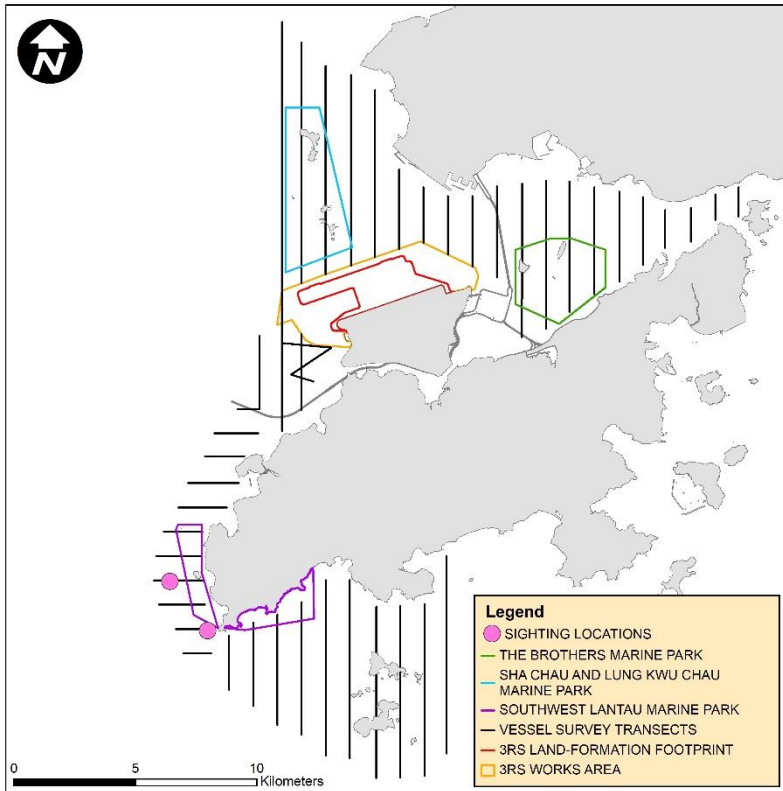 N
Legend
SIGHTING LOCATIONS
THE BROTHERS MARINE PARK
SHA CHAU AND LUNG KWU CHAU
MARINE PARK
SOUTHWEST LANTAU MARINE PARK
VESSEL SURVEY TRANSECTS
3RS LAND-FORMATION FOOTPRINT
3RS WORKS AREA
0 5 10
Kilometers